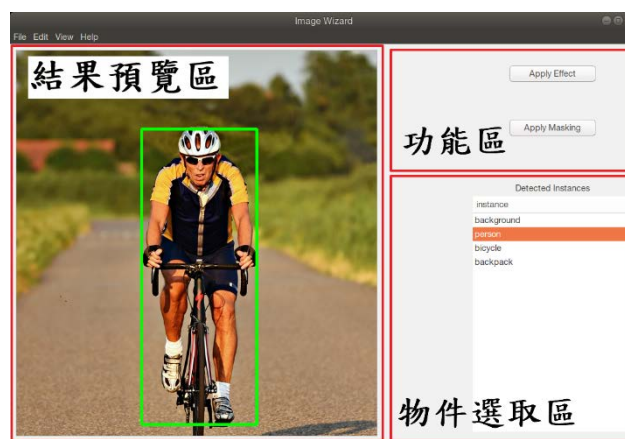 Image Wizard
File Edit View Help
結果預覽區
Apply Effect
Apply Masking
功能區
Detected Instances
instance
background
person
bicycle
backpack
物件選取區